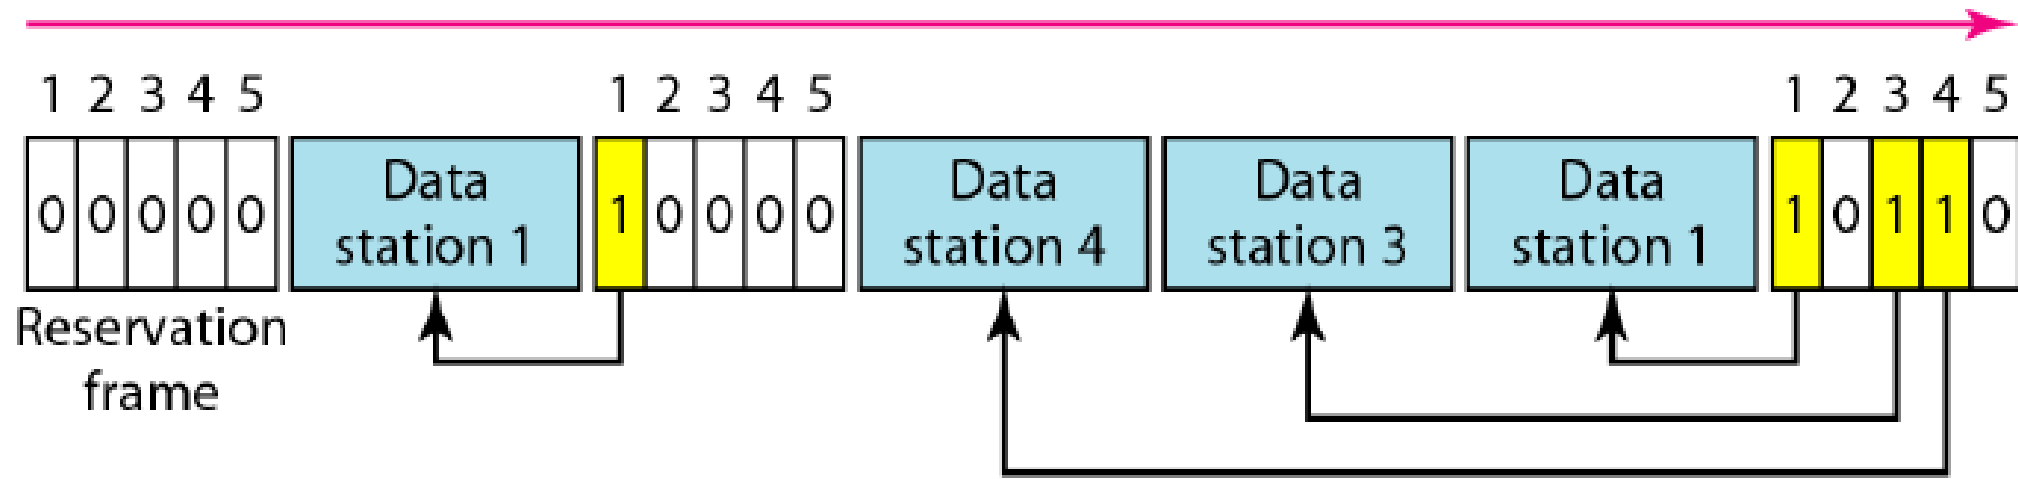 1 2 3 4 5 1 2 3 4 5 1 2 3 4 5
0 0 0 0 0 Data station 1 1 0 0 0 0 Data station 4 Data station 3 Data station 1 1 0 1 1 0
Reservation
frame